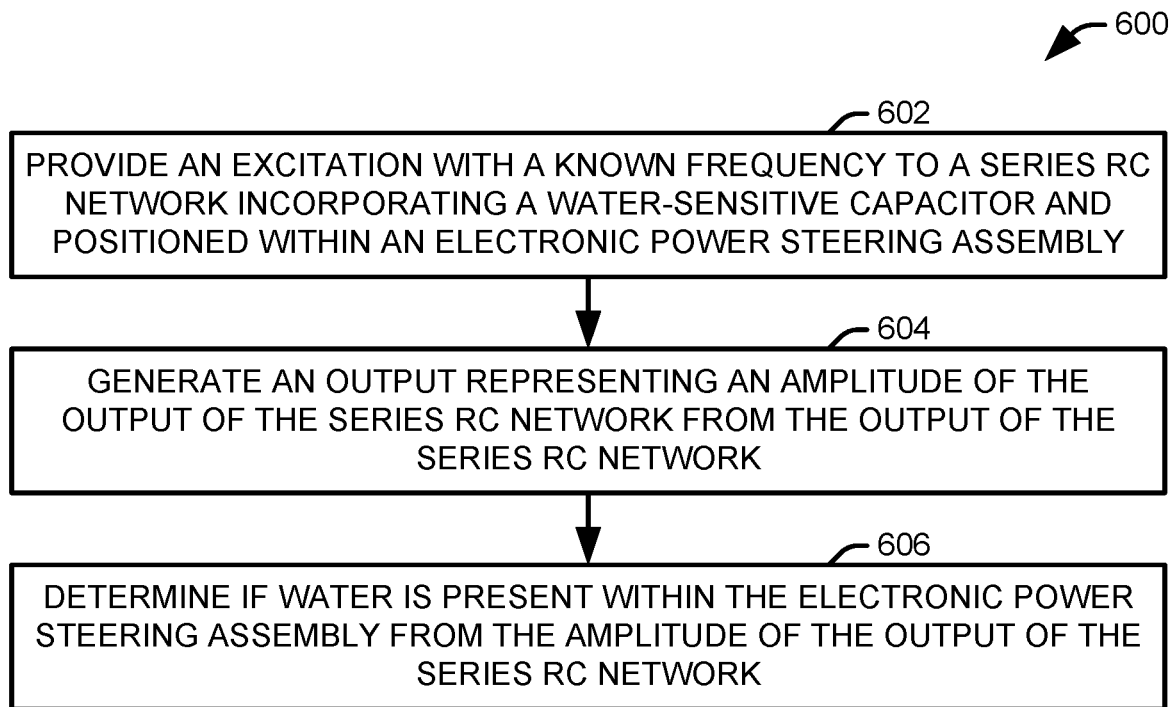 600
602
PROVIDE AN EXCITATION WITH A KNOWN FREQUENCY TO A SERIES RC
NETWORK INCORPORATING A WATER-SENSITIVE CAPACITOR AND
POSITIONED WITHIN AN ELECTRONIC POWER STEERING ASSEMBLY
604
GENERATE AN OUTPUT REPRESENTING AN AMPLITUDE OF THE
OUTPUT OF THE SERIES RC NETWORK FROM THE OUTPUT OF THE
SERIES RC NETWORK
606
DETERMINE IF WATER IS PRESENT WITHIN THE ELECTRONIC POWER
STEERING ASSEMBLY FROM THE AMPLITUDE OF THE OUTPUT OF THE
SERIES RC NETWORK